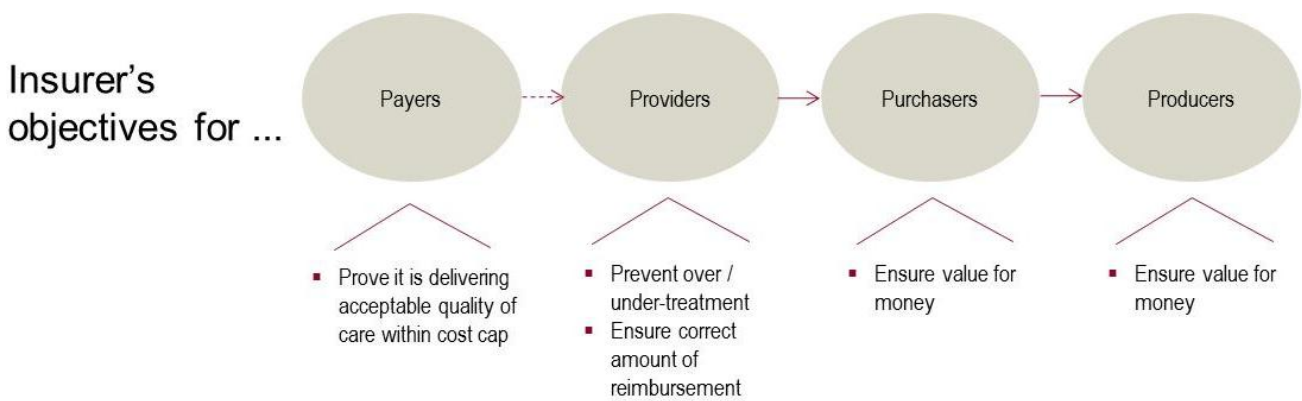 Insurer's
objectives for ...
Payers
Providers
Purchasers
Producers
▪ Prove it is delivering
acceptable quality of
care within cost cap
▪ Prevent over /
under-treatment
▪ Ensure correct
amount of
reimbursement
▪ Ensure value for
money
▪ Ensure value for
money